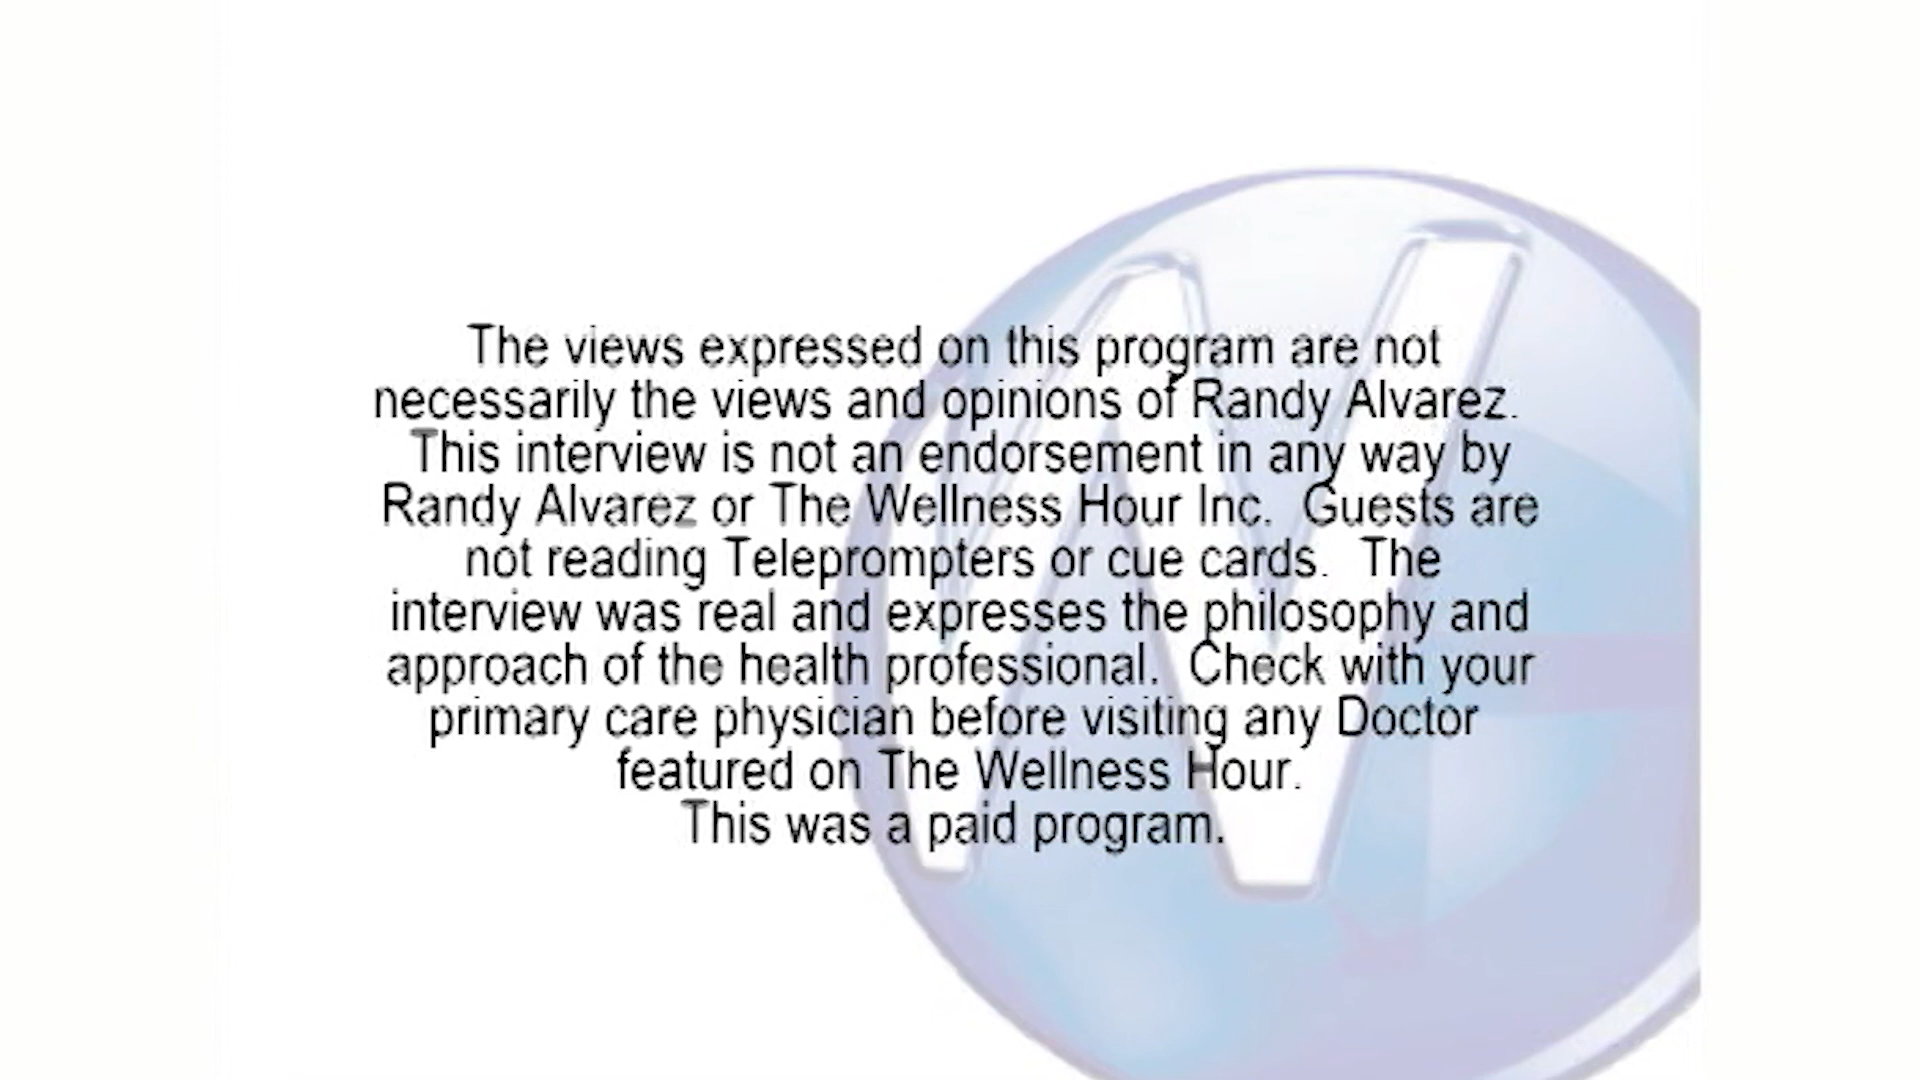 The views expressed on this program are not
necessarily the views and opinions of Randy Alvarez.
This interview is not an endorsement in any way by
Randy Alvarez or The Wellness Hour Inc.  Guests are
not reading Teleprompters or cue cards.  The
interview was real and expresses the philosophy and
approach of the health professional.  Check with your
primary care physician before visiting any Doctor
featured on The Wellness Hour.
This was a paid program.
W